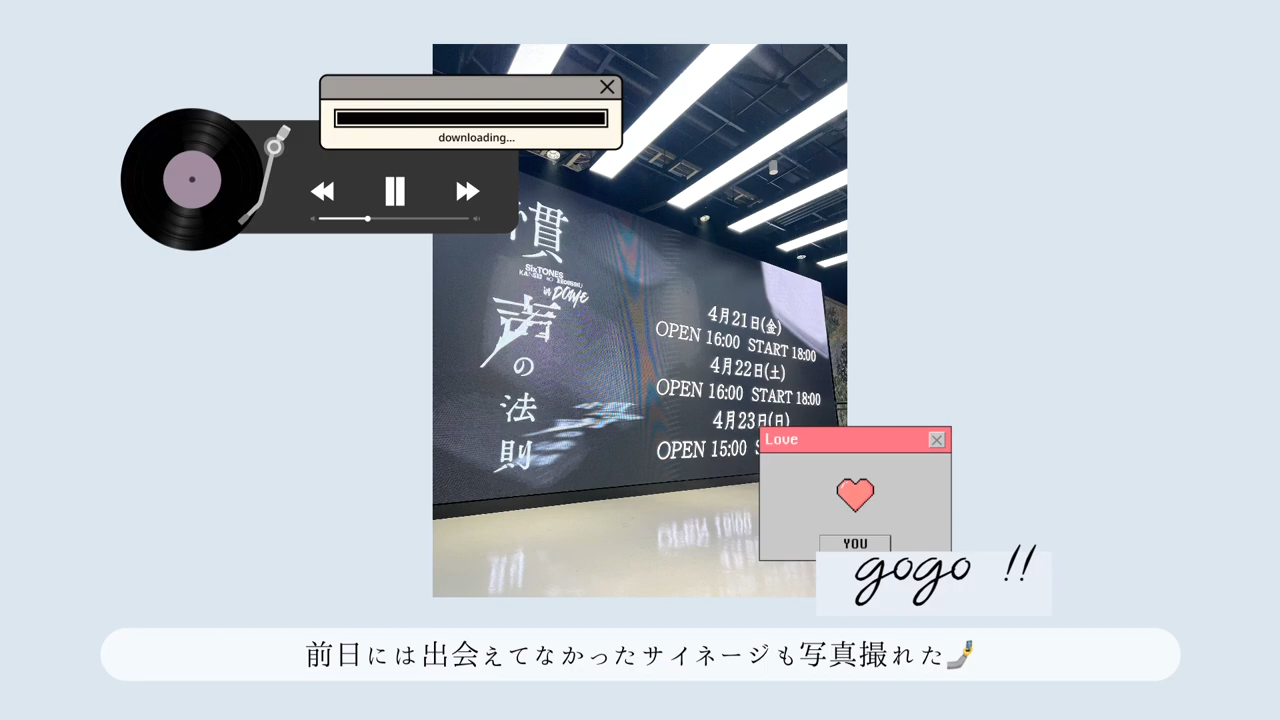 downloading...
慣
SixTONES
in DOME
声
の
法
則
4月21日(金)
OPEN 16:00 START 18:00
4月22日(土)
OPEN 16:00 START 18:00
4月23日(日)
OPEN 15:00
Love
YOU
gogo !!
前日には出会えてなかったサイネージも写真撮れた🤳